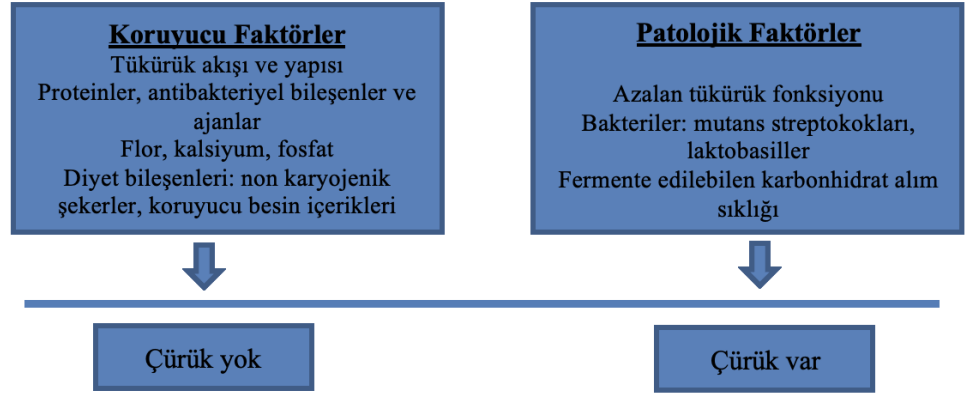 Koruyucu Faktörler
Tükürük akışı ve yapısı
Proteinler, antibakteriyel bileşenler ve
ajanlar
Flor, kalsiyum, fosfat
Diyet bileşenleri: non karyojenik
şekerler, koruyucu besin içerikleri
Patolojik Faktörler
Azalan tükürük fonksiyonu
Bakteriler: mutans streptokokları,
laktobasiller
Fermente edilebilen karbonhidrat alım
sıklığı
Çürük yok
Çürük var